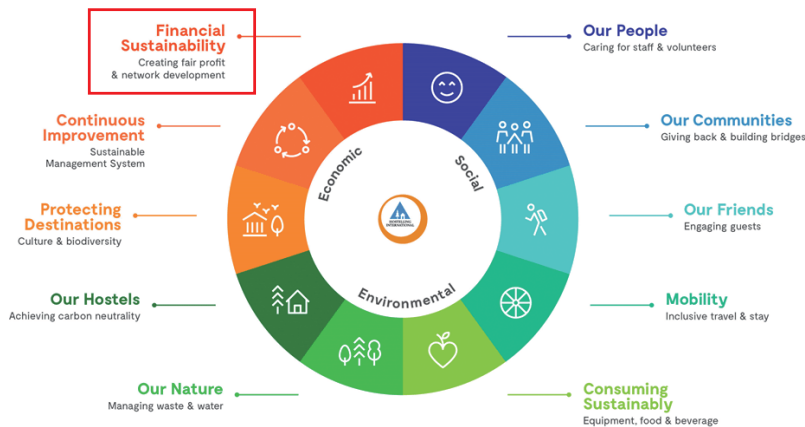 Financial
Sustainability
Creating fair profit
& network development
Our People
Caring for staff & volunteers
Continuous
Improvement
Sustainable
Management System
Our Communities
Giving back & building bridges
Protecting
Destinations
Culture & biodiversity
Our Friends
Engaging guests
Our Hostels
Achieving carbon neutrality
Mobility
Inclusive travel & stay
Our Nature
Managing waste & water
Consuming
Sustainably
Equipment, food & beverage
Economic
Social
Environmental
HOSTELLING
INTERNATIONAL